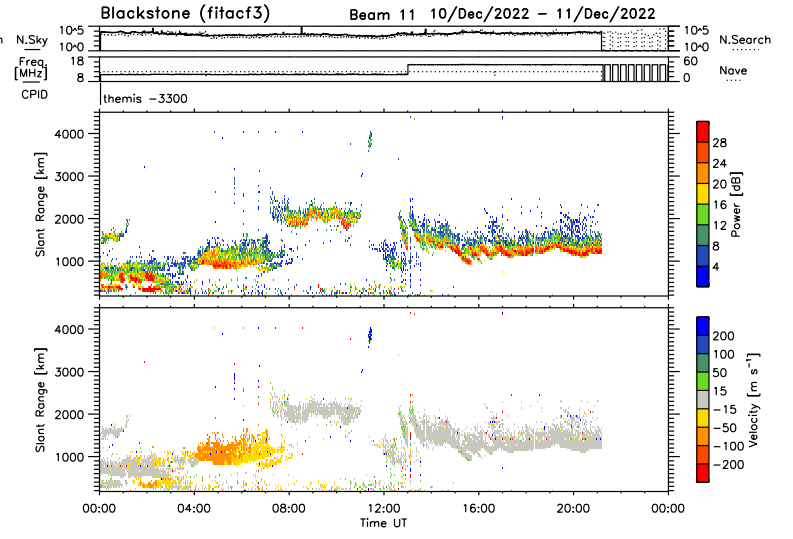 Blackstone (fitacf3) Beam 11 10/Dec/2022 − 11/Dec/2022
n N.Sky 10^5 10^5 N.Search
10^0 10^0
Freq. 18 60 Nave
[MHz] 8 0
CPID themis −3300
Slant Range [km]
4000
3000
2000
1000
Power [dB]
28
24
20
16
12
8
4
Slant Range [km]
4000
3000
2000
1000
Velocity [m s⁻¹]
200
100
50
15
−15
−50
−100
−200
00:00 04:00 08:00 12:00 16:00 20:00 00:00
Time UT